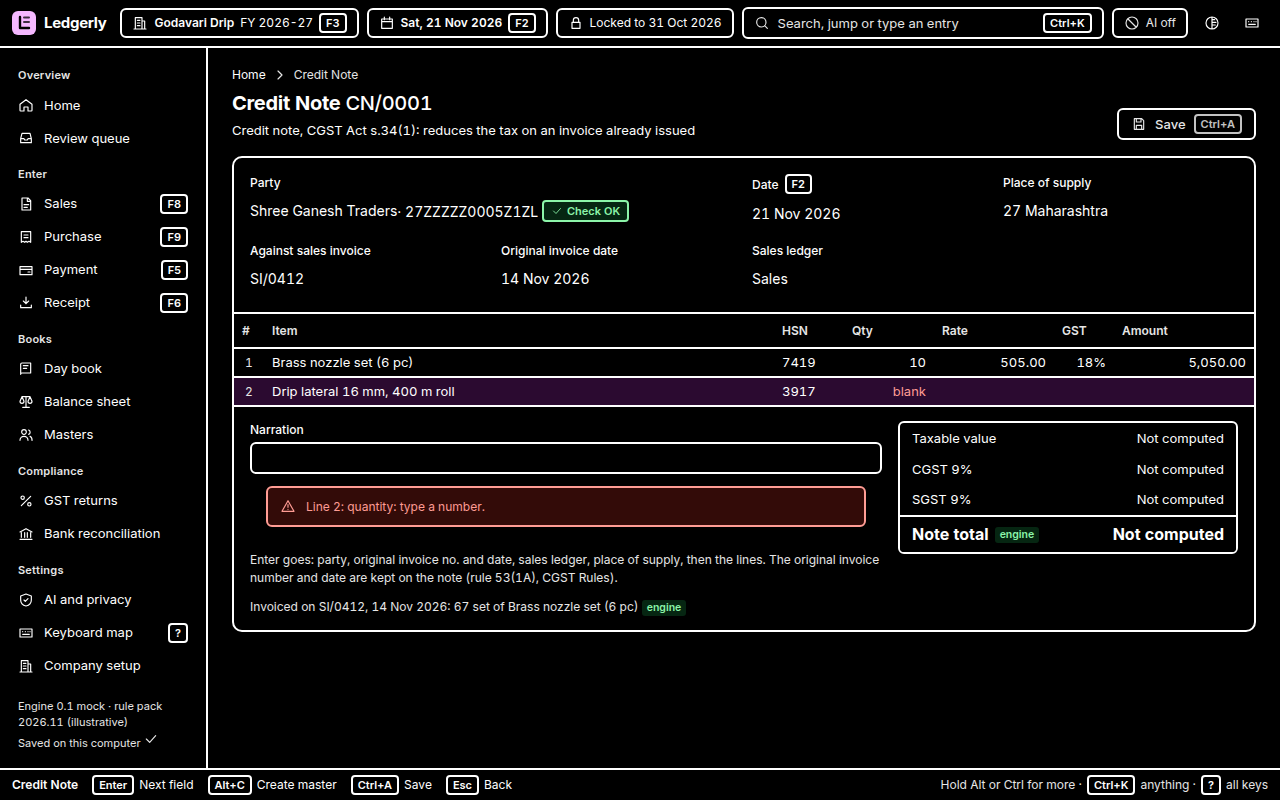 Ledgerly
Godavari Drip FY 2026-27 F3
Sat, 21 Nov 2026 F2
Locked to 31 Oct 2026
Search, jump or type an entry Ctrl+K
AI off
Overview
Home
Review queue
Enter
Sales F8
Purchase F9
Payment F5
Receipt F6
Books
Day book
Balance sheet
Masters
Compliance
GST returns
Bank reconciliation
Settings
AI and privacy
Keyboard map ?
Company setup
Engine 0.1 mock · rule pack
2026.11 (illustrative)
Saved on this computer
Home > Credit Note
Credit Note CN/0001
Credit note, CGST Act s.34(1): reduces the tax on an invoice already issued
Save Ctrl+A
Party Date F2 Place of supply
Shree Ganesh Traders· 27ZZZZZ0005Z1ZL Check OK 21 Nov 2026 27 Maharashtra
Against sales invoice Original invoice date Sales ledger
SI/0412 14 Nov 2026 Sales
# Item HSN Qty Rate GST Amount
1 Brass nozzle set (6 pc) 7419 10 505.00 18% 5,050.00
2 Drip lateral 16 mm, 400 m roll 3917 blank
Narration
Line 2: quantity: type a number.
Enter goes: party, original invoice no. and date, sales ledger, place of supply, then the lines. The original invoice
number and date are kept on the note (rule 53(1A), CGST Rules).
Invoiced on SI/0412, 14 Nov 2026: 67 set of Brass nozzle set (6 pc) engine
Taxable value Not computed
CGST 9% Not computed
SGST 9% Not computed
Note total engine Not computed
Credit Note Enter Next field Alt+C Create master Ctrl+A Save Esc Back
Hold Alt or Ctrl for more · Ctrl+K anything · ? all keys